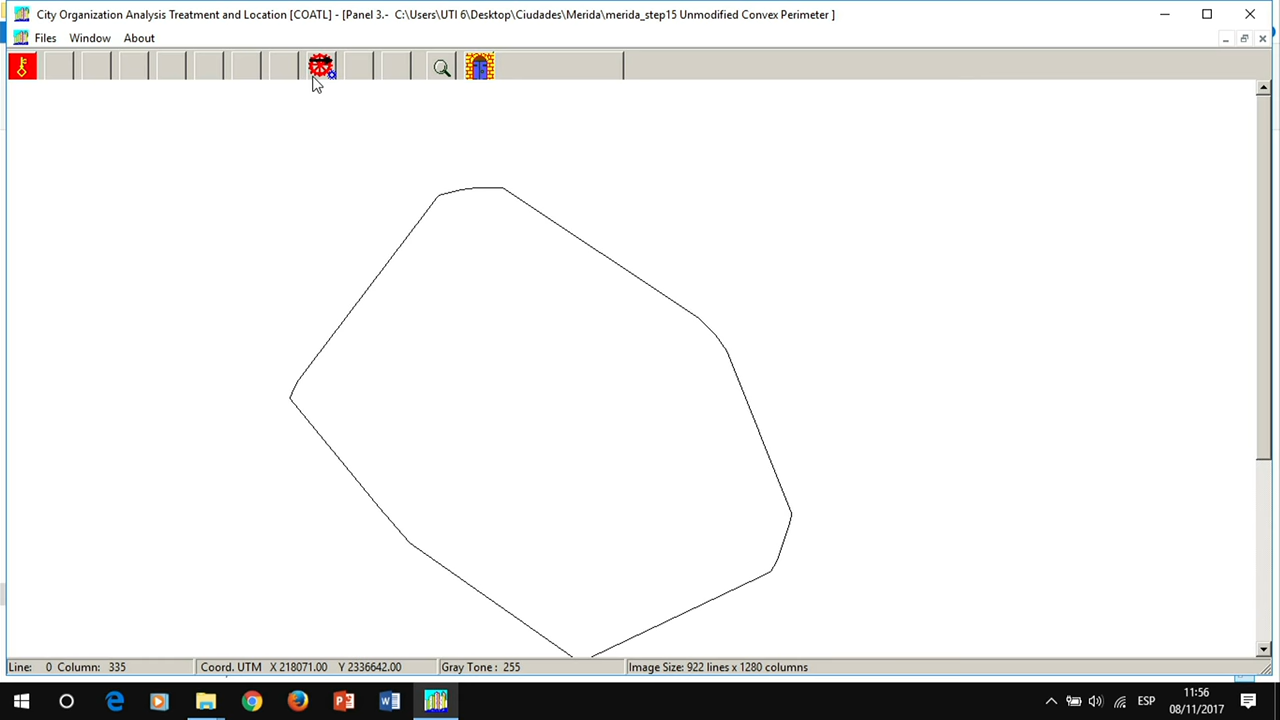 City Organization Analysis Treatment and Location [COATL] - [Panel 3.-  C:\Users\UTI 6\Desktop\Ciudades\Merida\merida_step15 Unmodified Convex Perimeter ]
Files Window About
Line: 0 Column: 335 Coord. UTM X 218071.00 Y 2336642.00 Gray Tone : 255 Image Size: 922 lines x 1280 columns
ESP
11:56
08/11/2017